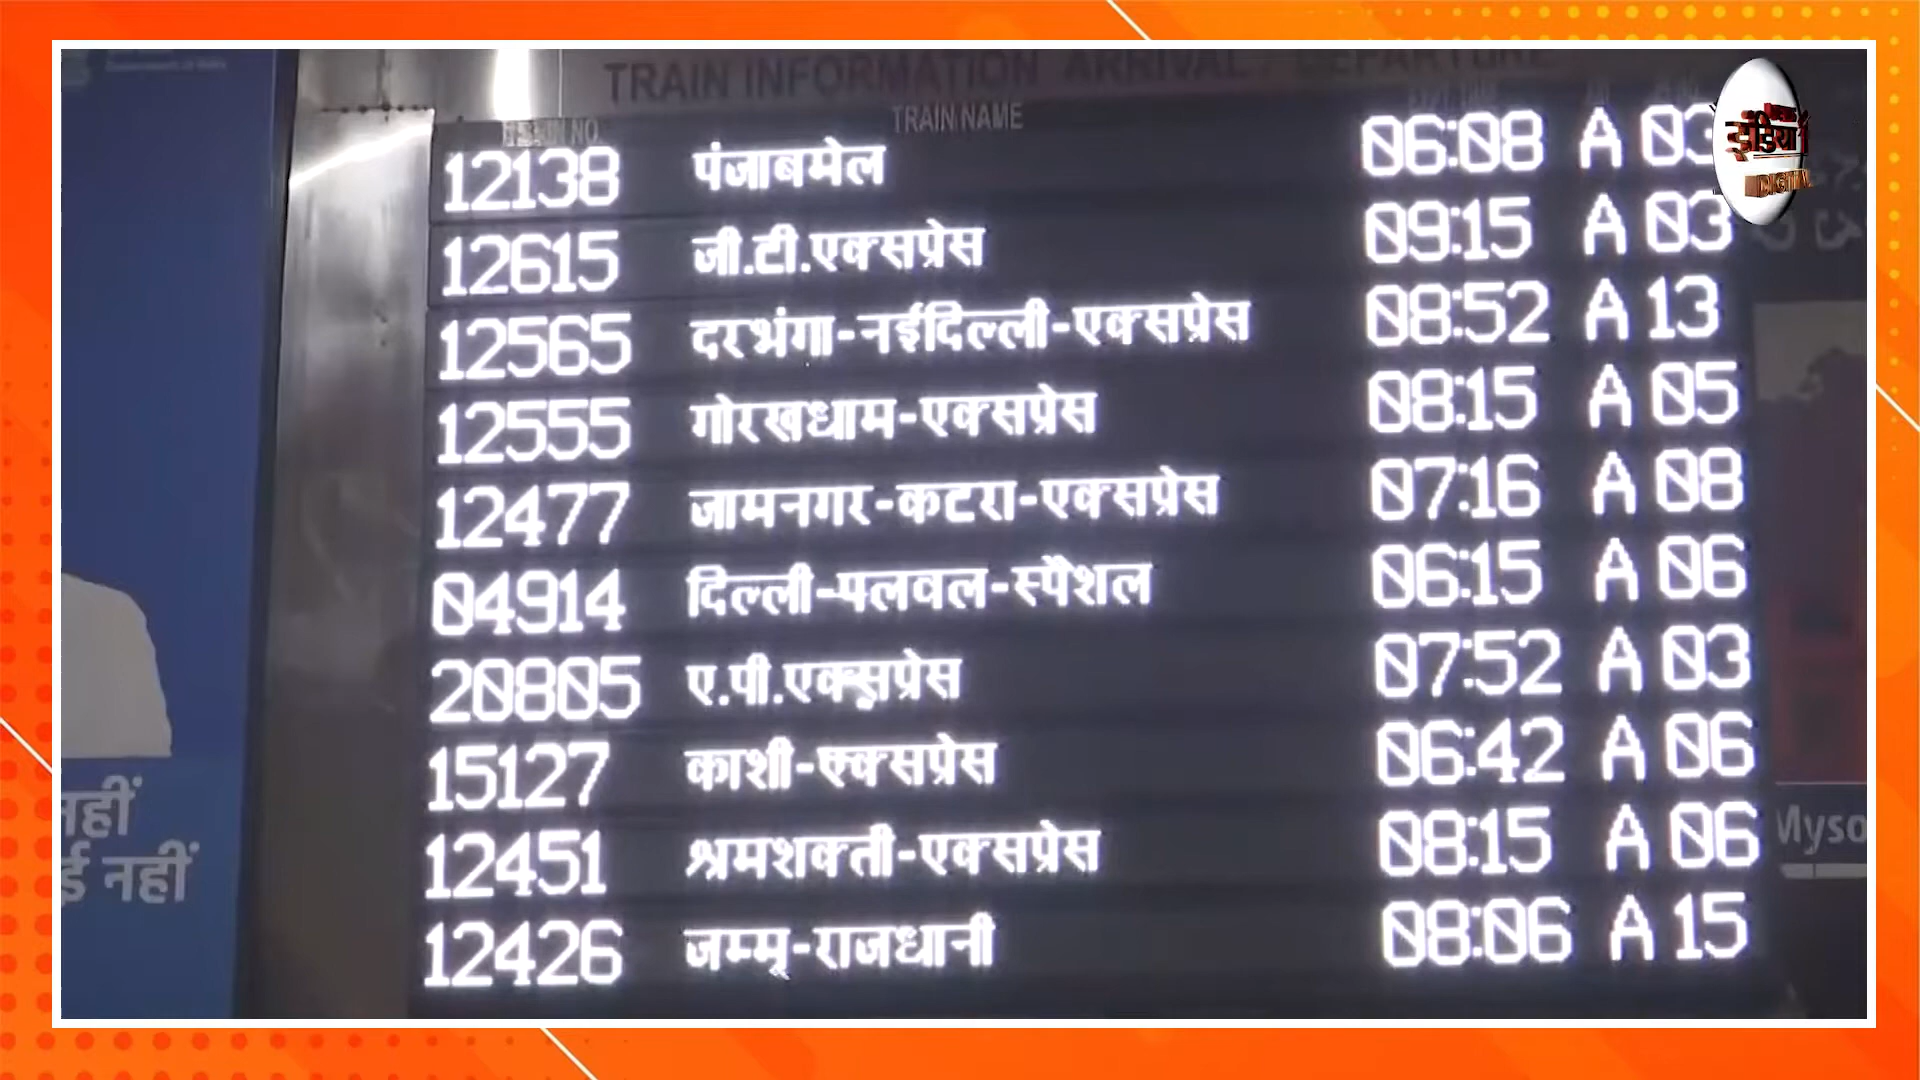 TRAIN INFORMATION ARRIVAL / DEPARTURE
TRAIN NAME
12138 पंजाबमेल 06:08 A 03
12615 जी.टी.एक्सप्रेस 09:15 A 03
12565 दरभंगा-नईदिल्ली-एक्सप्रेस 08:52 A 13
12555 गोरखधाम-एक्सप्रेस 08:15 A 05
12477 जामनगर-कटरा-एक्सप्रेस 07:16 A 08
04914 दिल्ली-पलवल-स्पैशल 06:15 A 06
20805 ए.पी.एक्सप्रेस 07:52 A 03
15127 काशी-एक्सप्रेस 06:42 A 06
12451 श्रमशक्ती-एक्सप्रेस 08:15 A 06
12426 जम्मू-राजधानी 08:06 A 15
नहीं
नहीं
Myso
इंडिया
DIGITAL